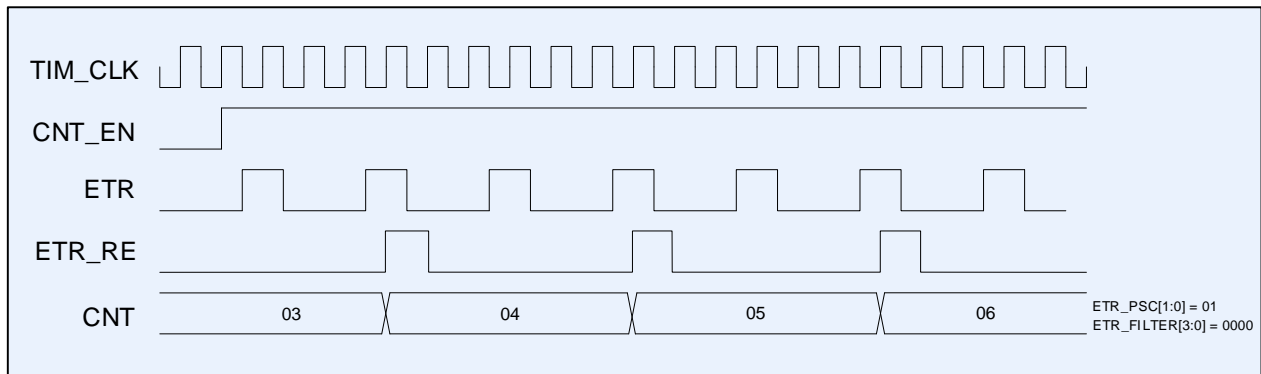 TIM_CLK
CNT_EN
ETR
ETR_RE
CNT
03
04
05
06
ETR_PSC[1:0] = 01
ETR_FILTER[3:0] = 0000